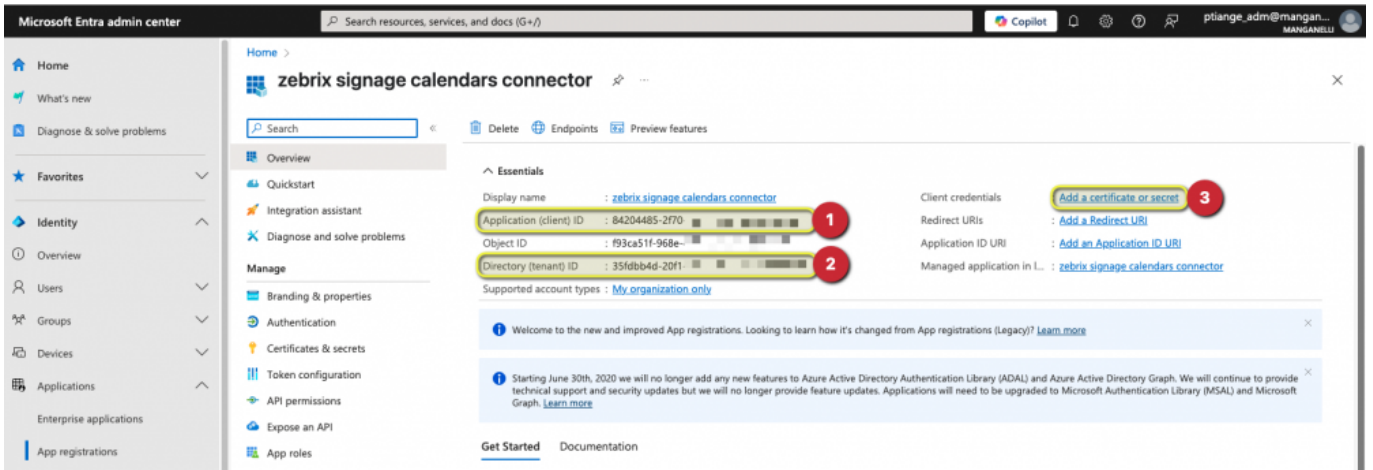 Microsoft Entra admin center
Search resources, services, and docs (G+/)
Copilot
ptiange_adm@mangan...
MANGANELLI
Home
What's new
Diagnose & solve problems
Favorites
Identity
Overview
Users
Groups
Devices
Applications
Enterprise applications
App registrations
Home >
zebrix signage calendars connector
Search
Overview
Quickstart
Integration assistant
Diagnose and solve problems
Manage
Branding & properties
Authentication
Certificates & secrets
Token configuration
API permissions
Expose an API
App roles
Delete
Endpoints
Preview features
Essentials
Display name : zebrix signage calendars connector
Application (client) ID : 84204485-2f70- 1
Object ID : f93ca51f-968e-
Directory (tenant) ID : 35fdbb4d-20f1- 2
Supported account types : My organization only
Client credentials : Add a certificate or secret 3
Redirect URIs : Add a Redirect URI
Application ID URI : Add an Application ID URI
Managed application in l... : zebrix signage calendars connector
Welcome to the new and improved App registrations. Looking to learn how it's changed from App registrations (Legacy)? Learn more
Starting June 30th, 2020 we will no longer add any new features to Azure Active Directory Authentication Library (ADAL) and Azure Active Directory Graph. We will continue to provide
technical support and security updates but we will no longer provide feature updates. Applications will need to be upgraded to Microsoft Authentication Library (MSAL) and Microsoft
Graph. Learn more
Get Started
Documentation